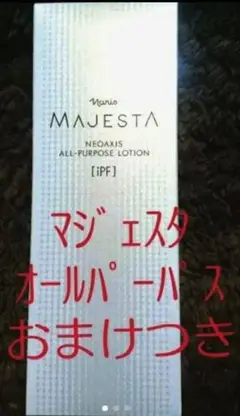 Naris
MAJESTA
NEOAXIS
ALL-PURPOSE LOTION
[iPF]
ﾏｼﾞｪｽﾀ
ｵｰﾙﾊﾟｰﾊﾟｽ
おまけつき